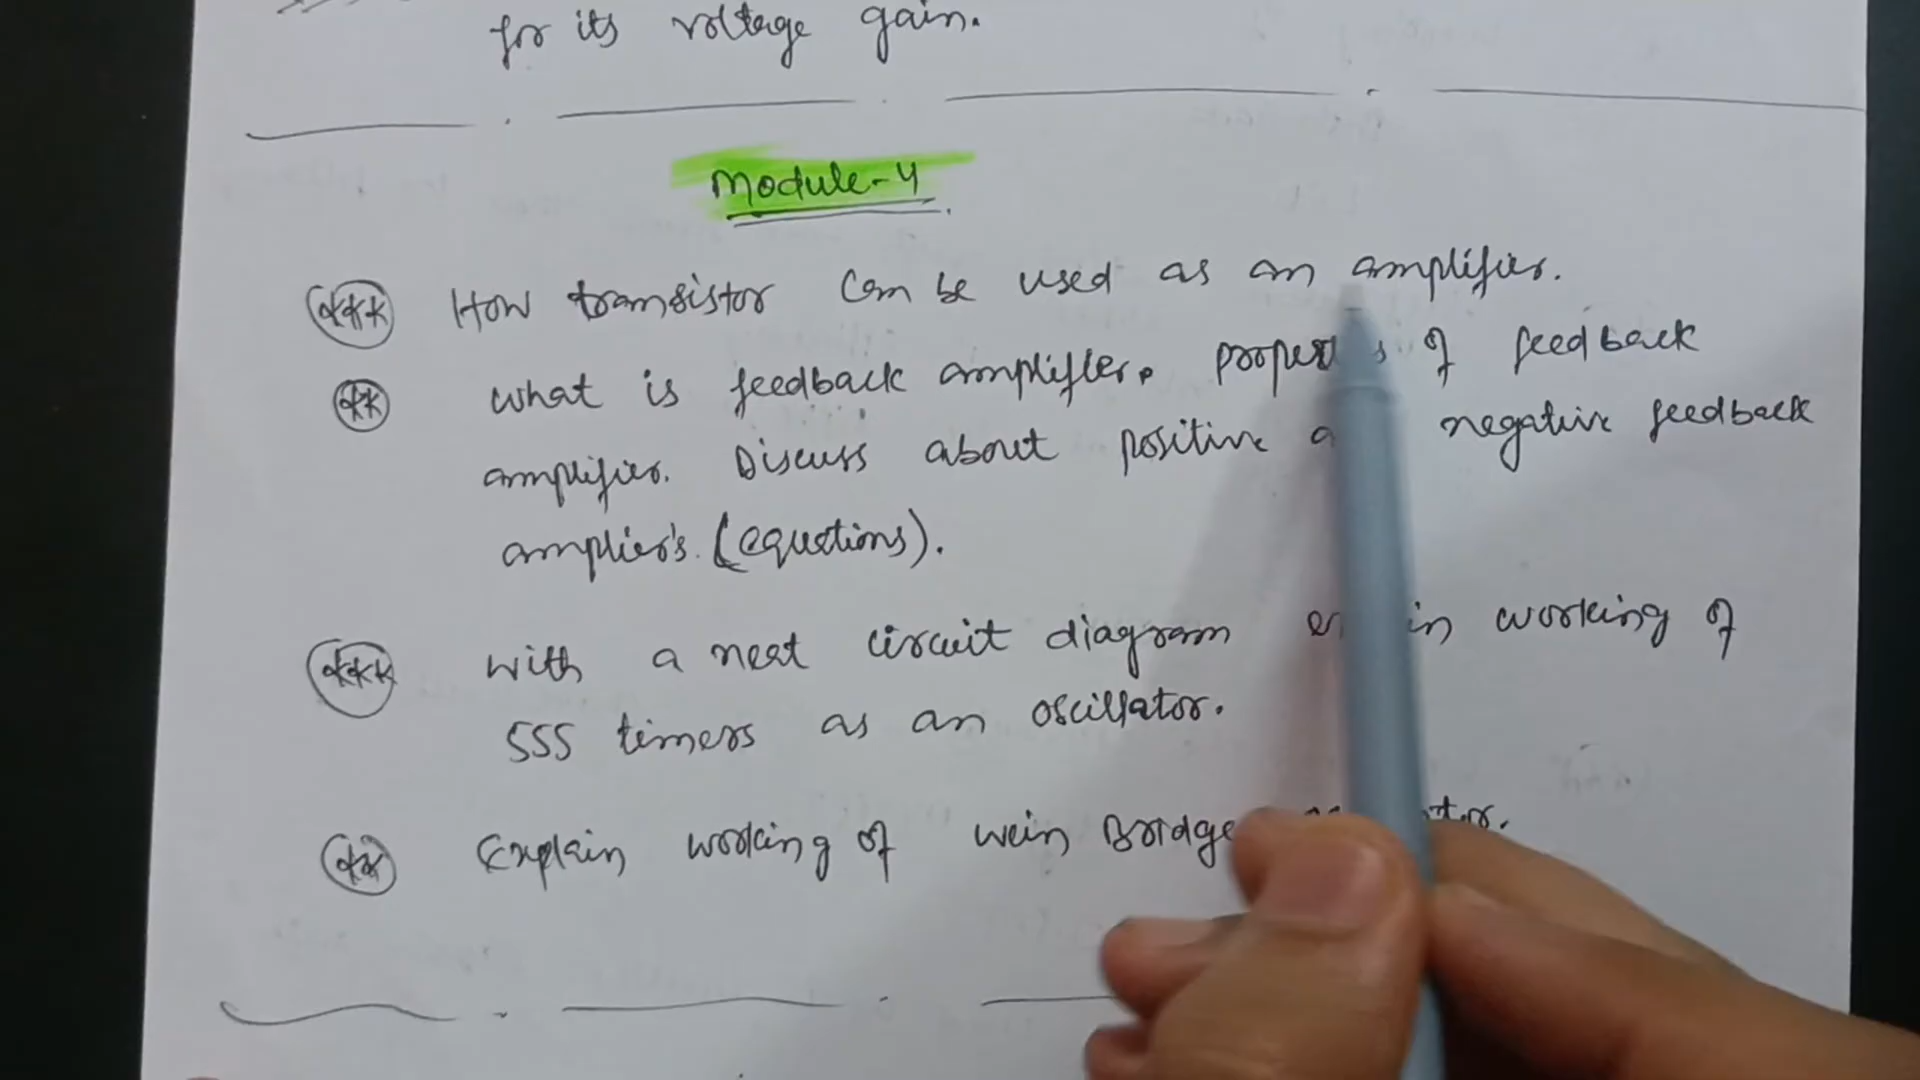 for its voltage gain.
Module-4
*** How transistor can be used as an amplifier.
** What is feedback amplifier. of feedback
amplifier. Discuss about positive negative feedback
amplier's. (equations).
*** With a neat circuit diagram working of
555 timers as an oscillator.
** Explain working of wein Bridge